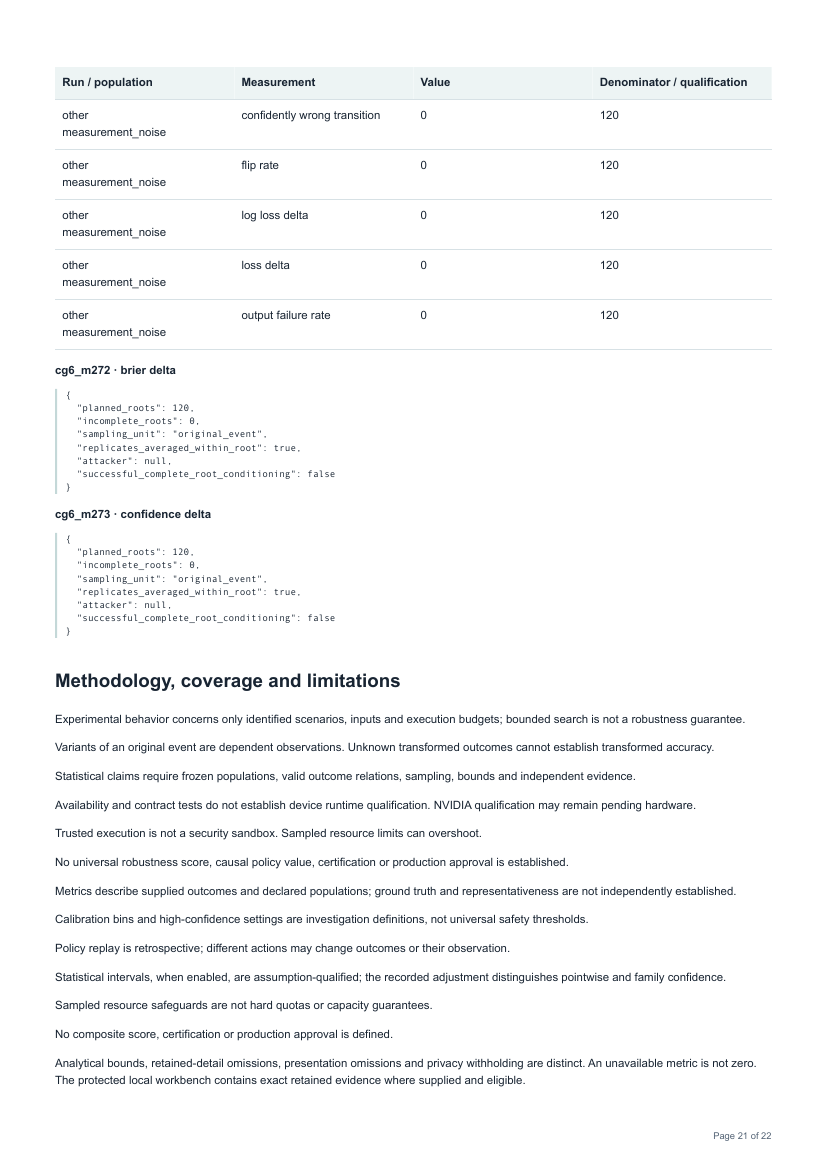 Run / population Measurement Value Denominator / qualification
other confidently wrong transition 0 120
measurement_noise
other flip rate 0 120
measurement_noise
other log loss delta 0 120
measurement_noise
other loss delta 0 120
measurement_noise
other output failure rate 0 120
measurement_noise
cg6_m272 · brier delta
{
  "planned_roots": 120,
  "incomplete_roots": 0,
  "sampling_unit": "original_event",
  "replicates_averaged_within_root": true,
  "attacker": null,
  "successful_complete_root_conditioning": false
}
cg6_m273 · confidence delta
{
  "planned_roots": 120,
  "incomplete_roots": 0,
  "sampling_unit": "original_event",
  "replicates_averaged_within_root": true,
  "attacker": null,
  "successful_complete_root_conditioning": false
}
Methodology, coverage and limitations
Experimental behavior concerns only identified scenarios, inputs and execution budgets; bounded search is not a robustness guarantee.
Variants of an original event are dependent observations. Unknown transformed outcomes cannot establish transformed accuracy.
Statistical claims require frozen populations, valid outcome relations, sampling, bounds and independent evidence.
Availability and contract tests do not establish device runtime qualification. NVIDIA qualification may remain pending hardware.
Trusted execution is not a security sandbox. Sampled resource limits can overshoot.
No universal robustness score, causal policy value, certification or production approval is established.
Metrics describe supplied outcomes and declared populations; ground truth and representativeness are not independently established.
Calibration bins and high-confidence settings are investigation definitions, not universal safety thresholds.
Policy replay is retrospective; different actions may change outcomes or their observation.
Statistical intervals, when enabled, are assumption-qualified; the recorded adjustment distinguishes pointwise and family confidence.
Sampled resource safeguards are not hard quotas or capacity guarantees.
No composite score, certification or production approval is defined.
Analytical bounds, retained-detail omissions, presentation omissions and privacy withholding are distinct. An unavailable metric is not zero.
The protected local workbench contains exact retained evidence where supplied and eligible.
Page 21 of 22